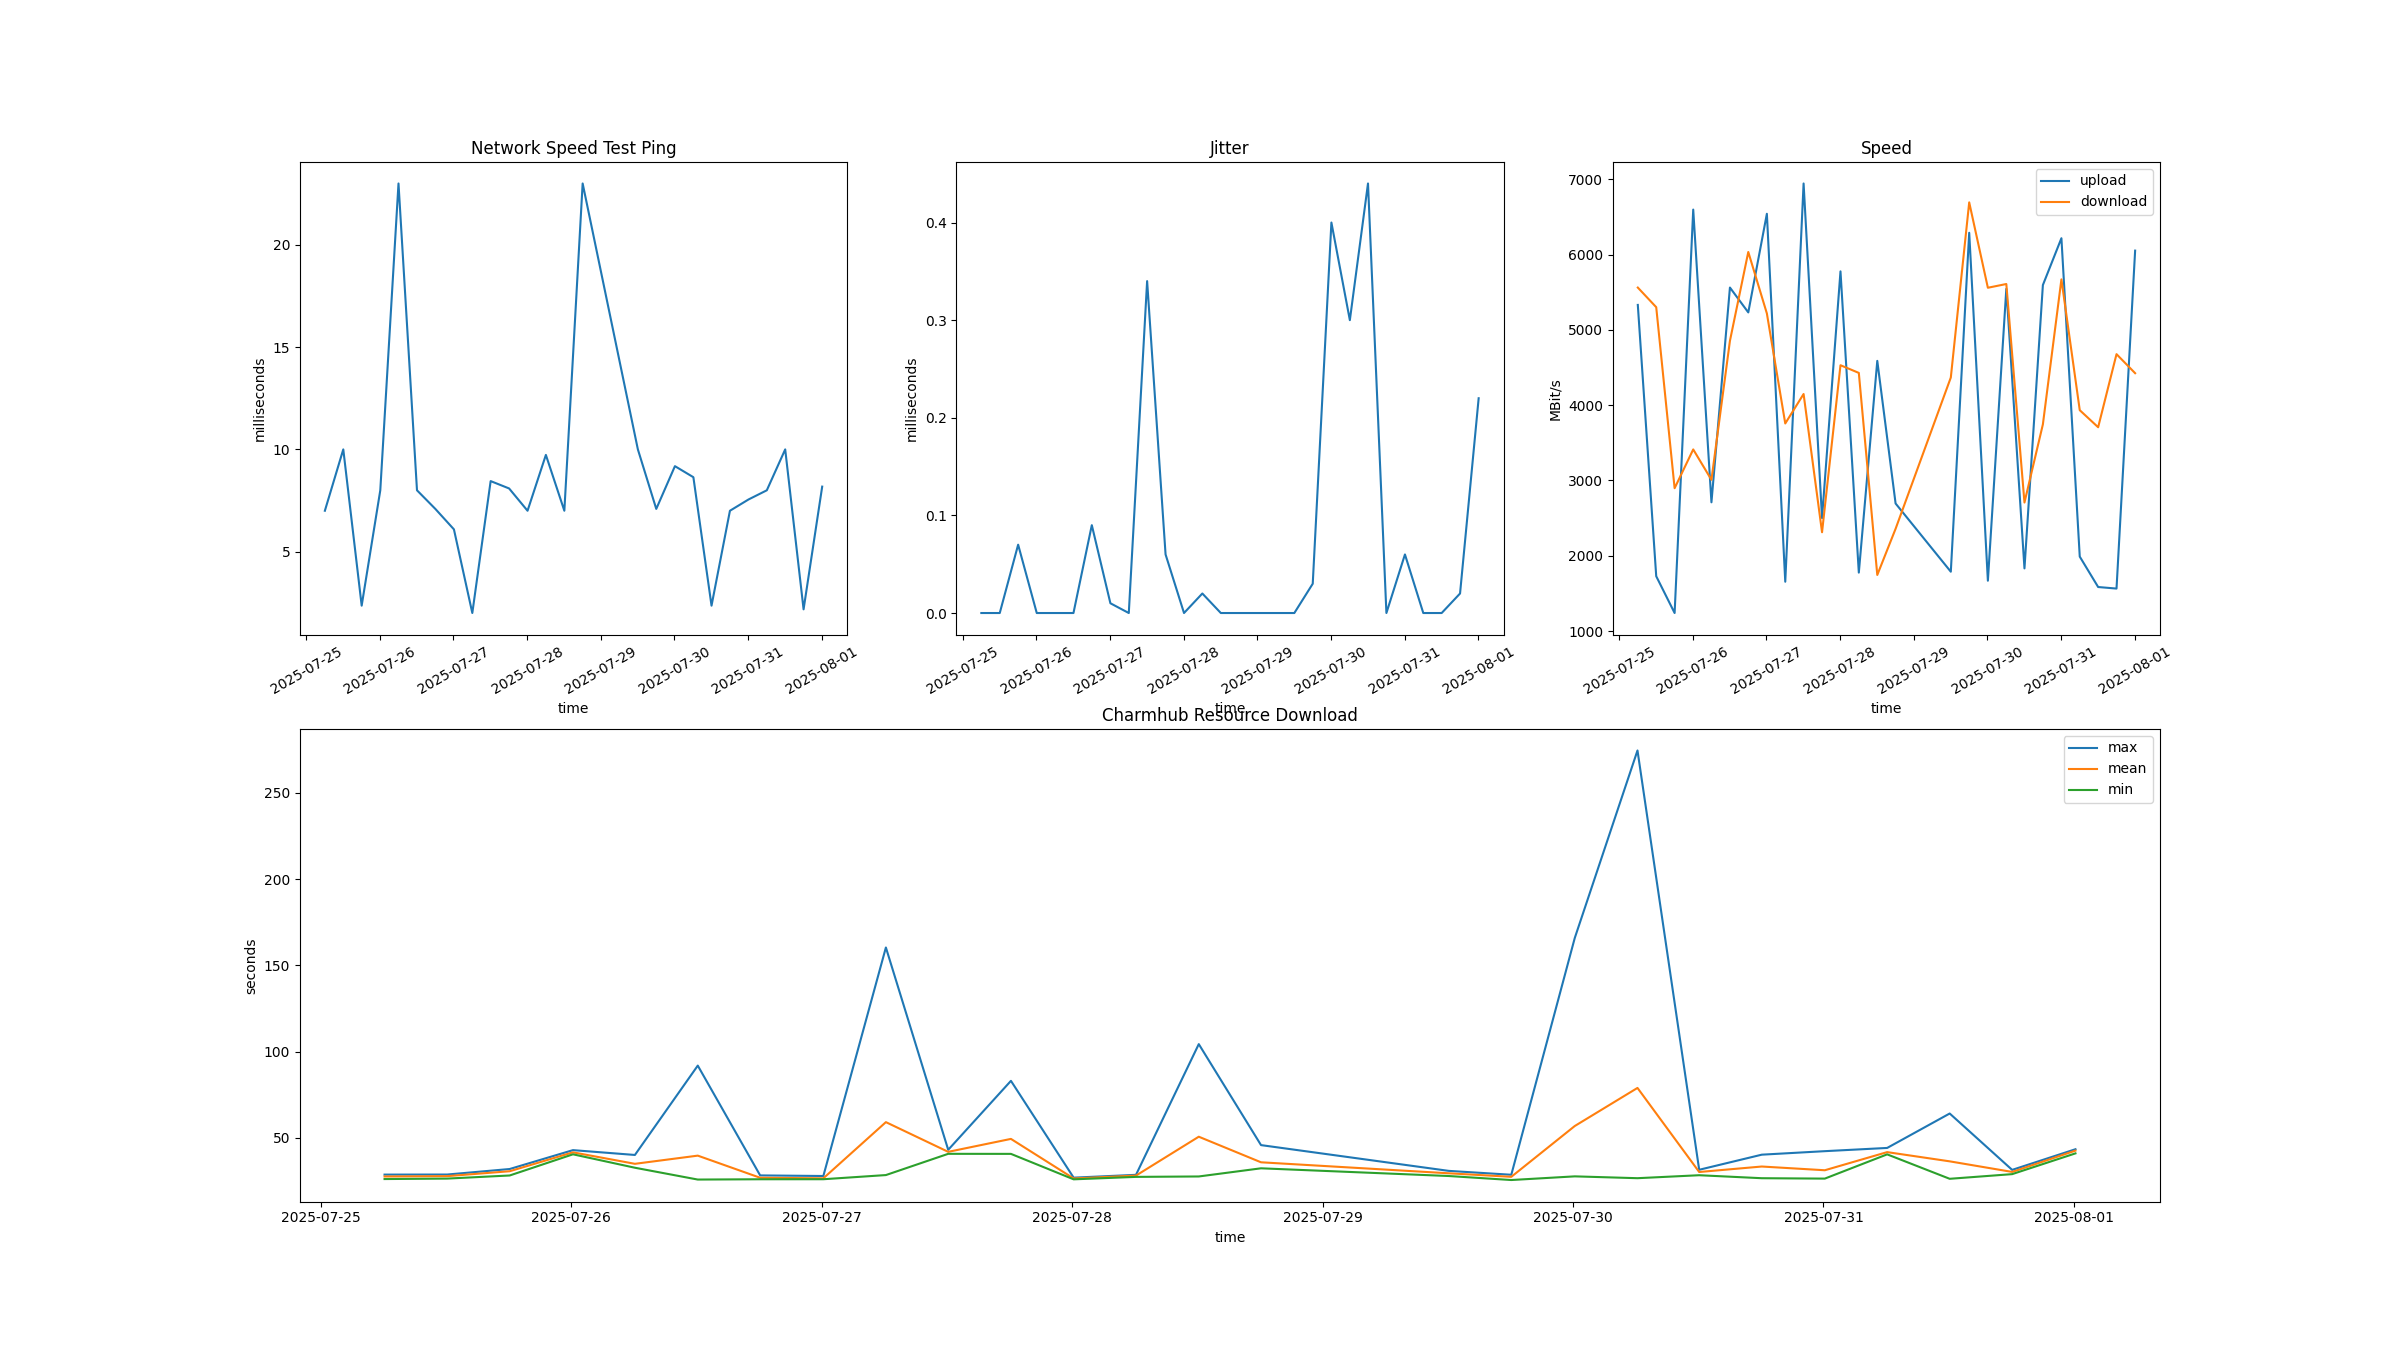 Network Speed Test Ping
milliseconds
20
15
10
5
2025-07-25 2025-07-26 2025-07-27 2025-07-28 2025-07-29 2025-07-30 2025-07-31 2025-08-01
time
Jitter
milliseconds
0.4
0.3
0.2
0.1
0.0
2025-07-25 2025-07-26 2025-07-27 2025-07-28 2025-07-29 2025-07-30 2025-07-31 2025-08-01
time
Speed
upload
download
MBit/s
7000
6000
5000
4000
3000
2000
1000
2025-07-25 2025-07-26 2025-07-27 2025-07-28 2025-07-29 2025-07-30 2025-07-31 2025-08-01
time
Charmhub Resource Download
max
mean
min
seconds
250
200
150
100
50
2025-07-25 2025-07-26 2025-07-27 2025-07-28 2025-07-29 2025-07-30 2025-07-31 2025-08-01
time